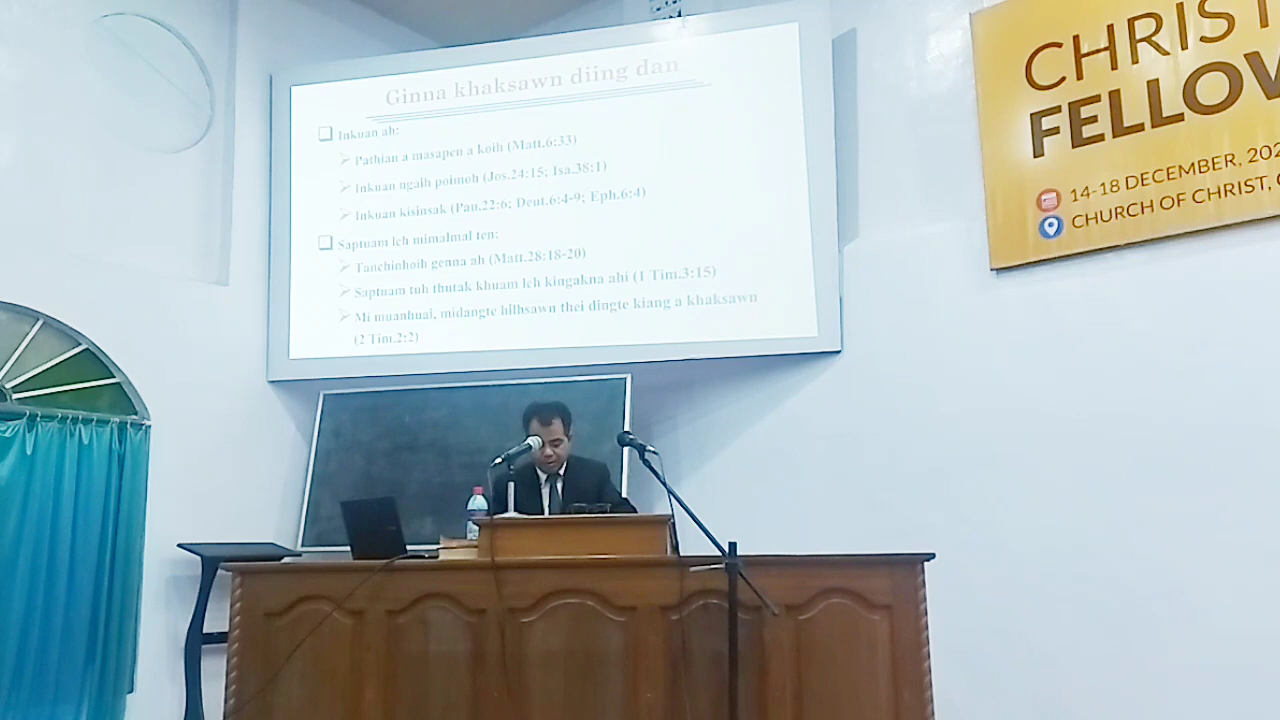 Ginna khaksawn diing dan
Inkuan ah:
Pathian a masapen a koih (Matt.6:33)
Inkuan ngaih poimoh (Jos.24:15; Isa.38:1)
Inkuan kisinsak (Pau.22:6; Deut.6:4-9; Eph.6:4)
Saptuam leh mimalmal ten:
Tanchinhoih genna ah (Matt.28:18-20)
Saptuam tuh thutak khuam leh kingakna ahi (1 Tim.3:15)
Mi muanhuai, midangte hilhsawn thei dingte kiang a khaksawn
(2 Tim.2:2)
CHRIST
FELLOW
14-18 DECEMBER, 202
CHURCH OF CHRIST,